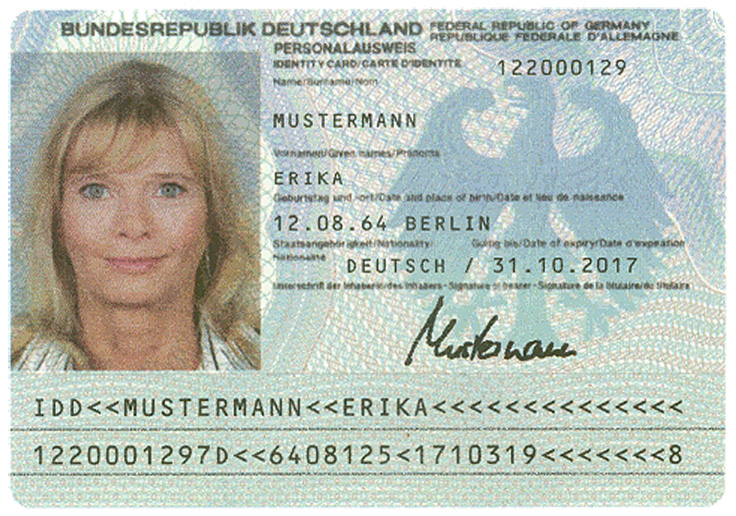 BUNDESREPUBLIK DEUTSCHLAND
FEDERAL REPUBLIC OF GERMANY
REPUBLIQUE FEDERALE D'ALLEMAGNE
PERSONALAUSWEIS
IDENTITY CARD/CARTE D'IDENTITE
122000129
Name/Surname/Nom
MUSTERMANN
Vornamen/Given names/Prénoms
ERIKA
Geburtstag und -ort/Date and place of birth/Date et lieu de naissance
12.08.64 BERLIN
Staatsangehörigkeit/Nationality/
Nationalité
Gültig bis/Date of expiry/Date d'expiration
DEUTSCH / 31.10.2017
Unterschrift der Inhaberin/des Inhabers - Signature of bearer - Signature de la titulaire/du titulaire
Mustermann
IDD<<MUSTERMANN<<ERIKA<<<<<<<<<<<<<<
1220001297D<<6408125<1710319<<<<<<<8